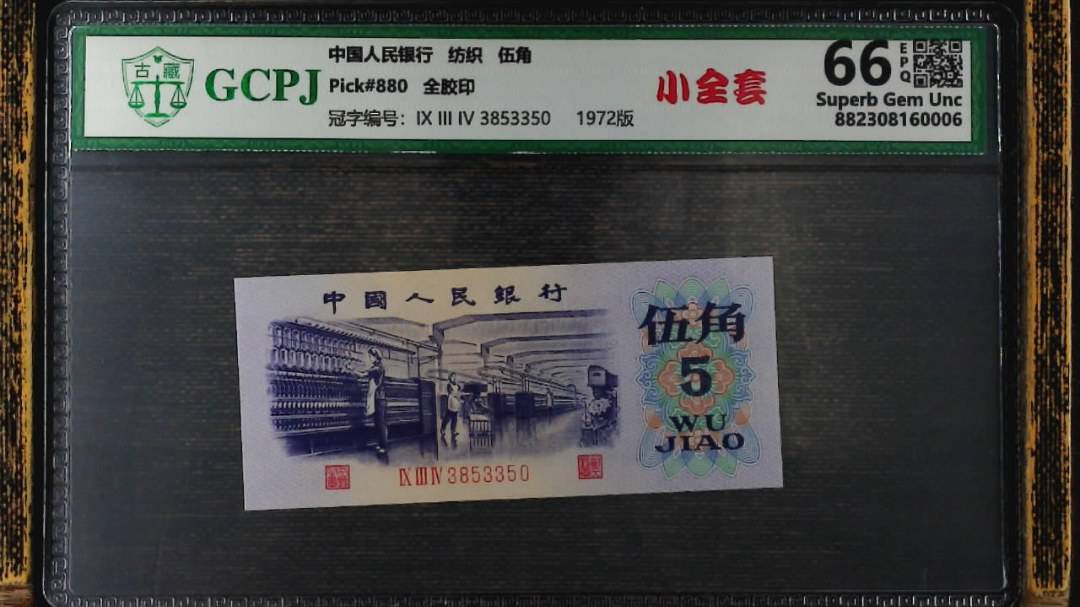 古藏
GCPJ
中国人民银行 纺织 伍角
Pick#880 全胶印
冠字编号: IX III IV 3853350 1972版
小全套
66 EPQ
Superb Gem Unc
882308160006
中國人民銀行
伍角
5
WU
JIAO
IX III IV 3853350